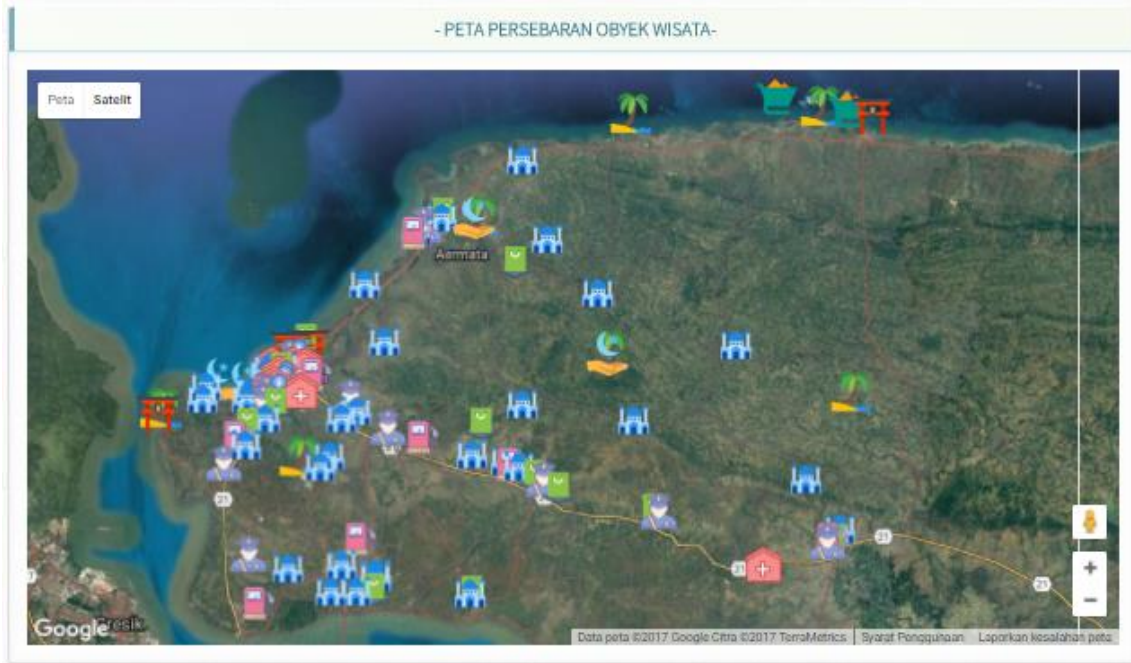 - PETA PERSEBARAN OBYEK WISATA-
Peta Satelit
Aermata
21
21
21
21
Google
Gresik
Data peta ©2017 Google Citra ©2017 TerraMetrics Syarat Penggunaan Laporkan kesalahan peta